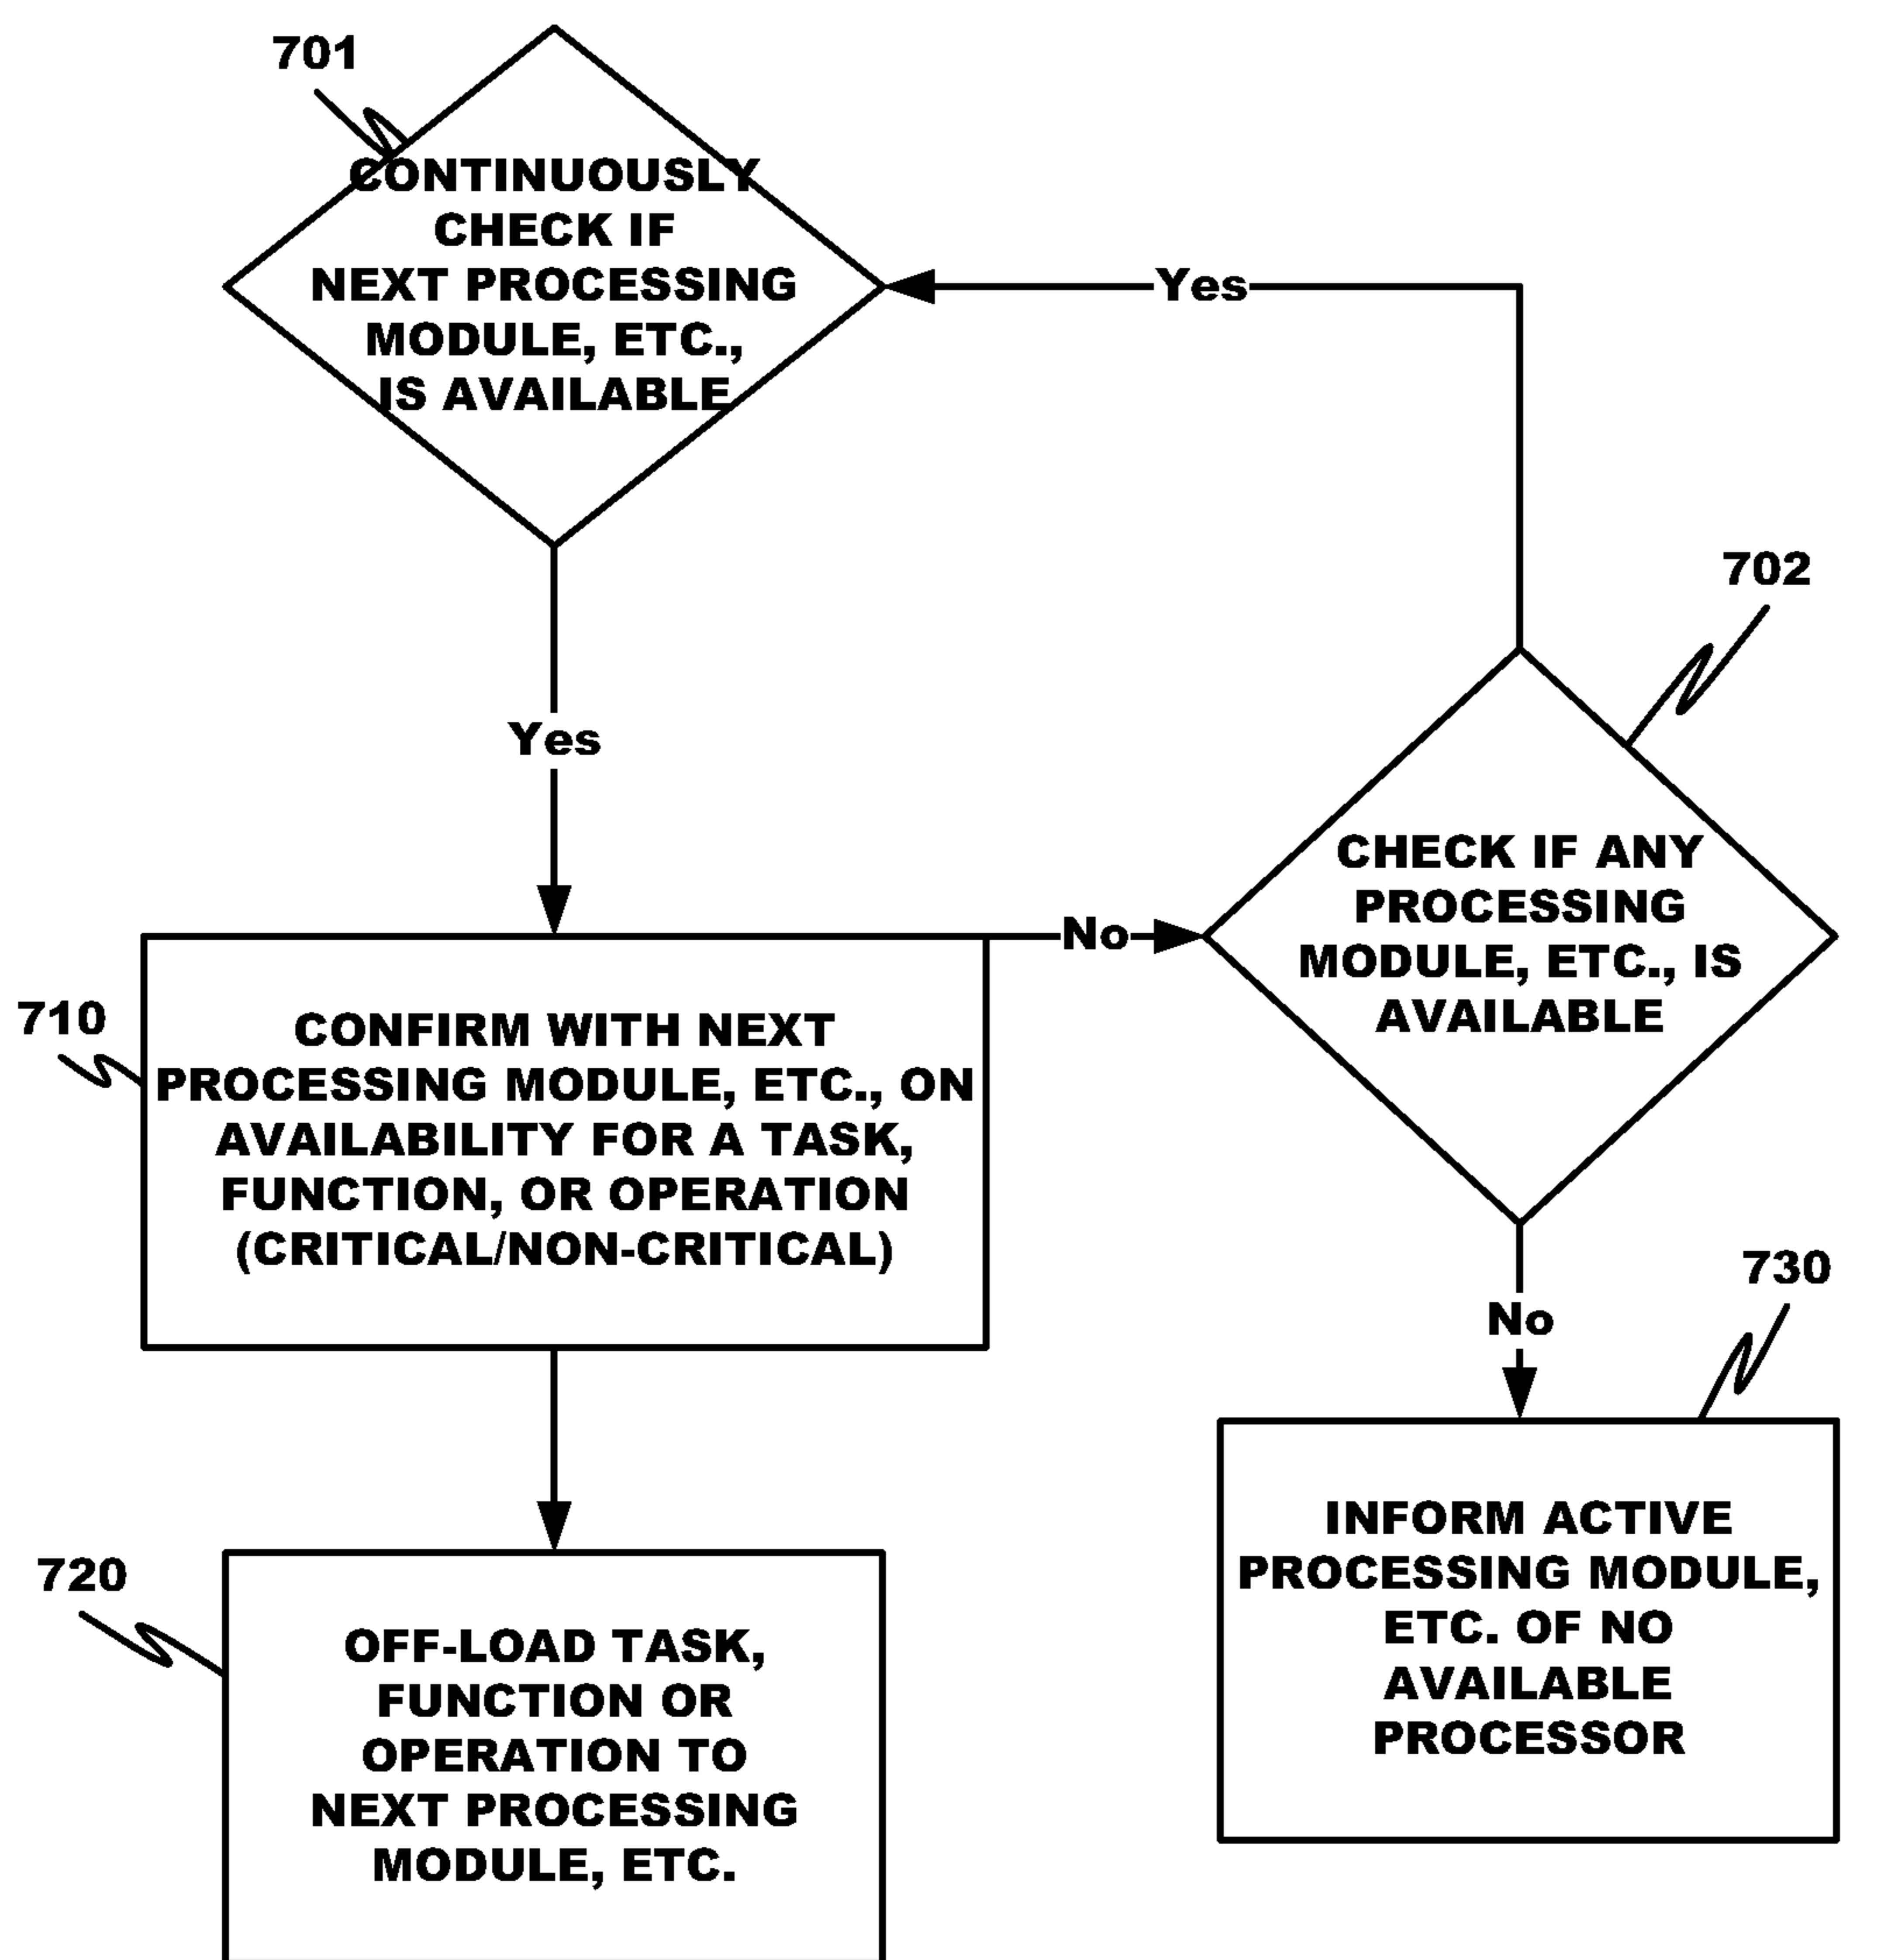 701
CONTINUOUSLY
CHECK IF
NEXT PROCESSING
MODULE, ETC.,
IS AVAILABLE
Yes
702
Yes
CHECK IF ANY
PROCESSING
MODULE, ETC., IS
AVAILABLE
No
710
CONFIRM WITH NEXT
PROCESSING MODULE, ETC., ON
AVAILABILITY FOR A TASK,
FUNCTION, OR OPERATION
(CRITICAL/NON-CRITICAL)
730
No
720
OFF-LOAD TASK,
FUNCTION OR
OPERATION TO
NEXT PROCESSING
MODULE, ETC.
INFORM ACTIVE
PROCESSING MODULE,
ETC. OF NO
AVAILABLE
PROCESSOR